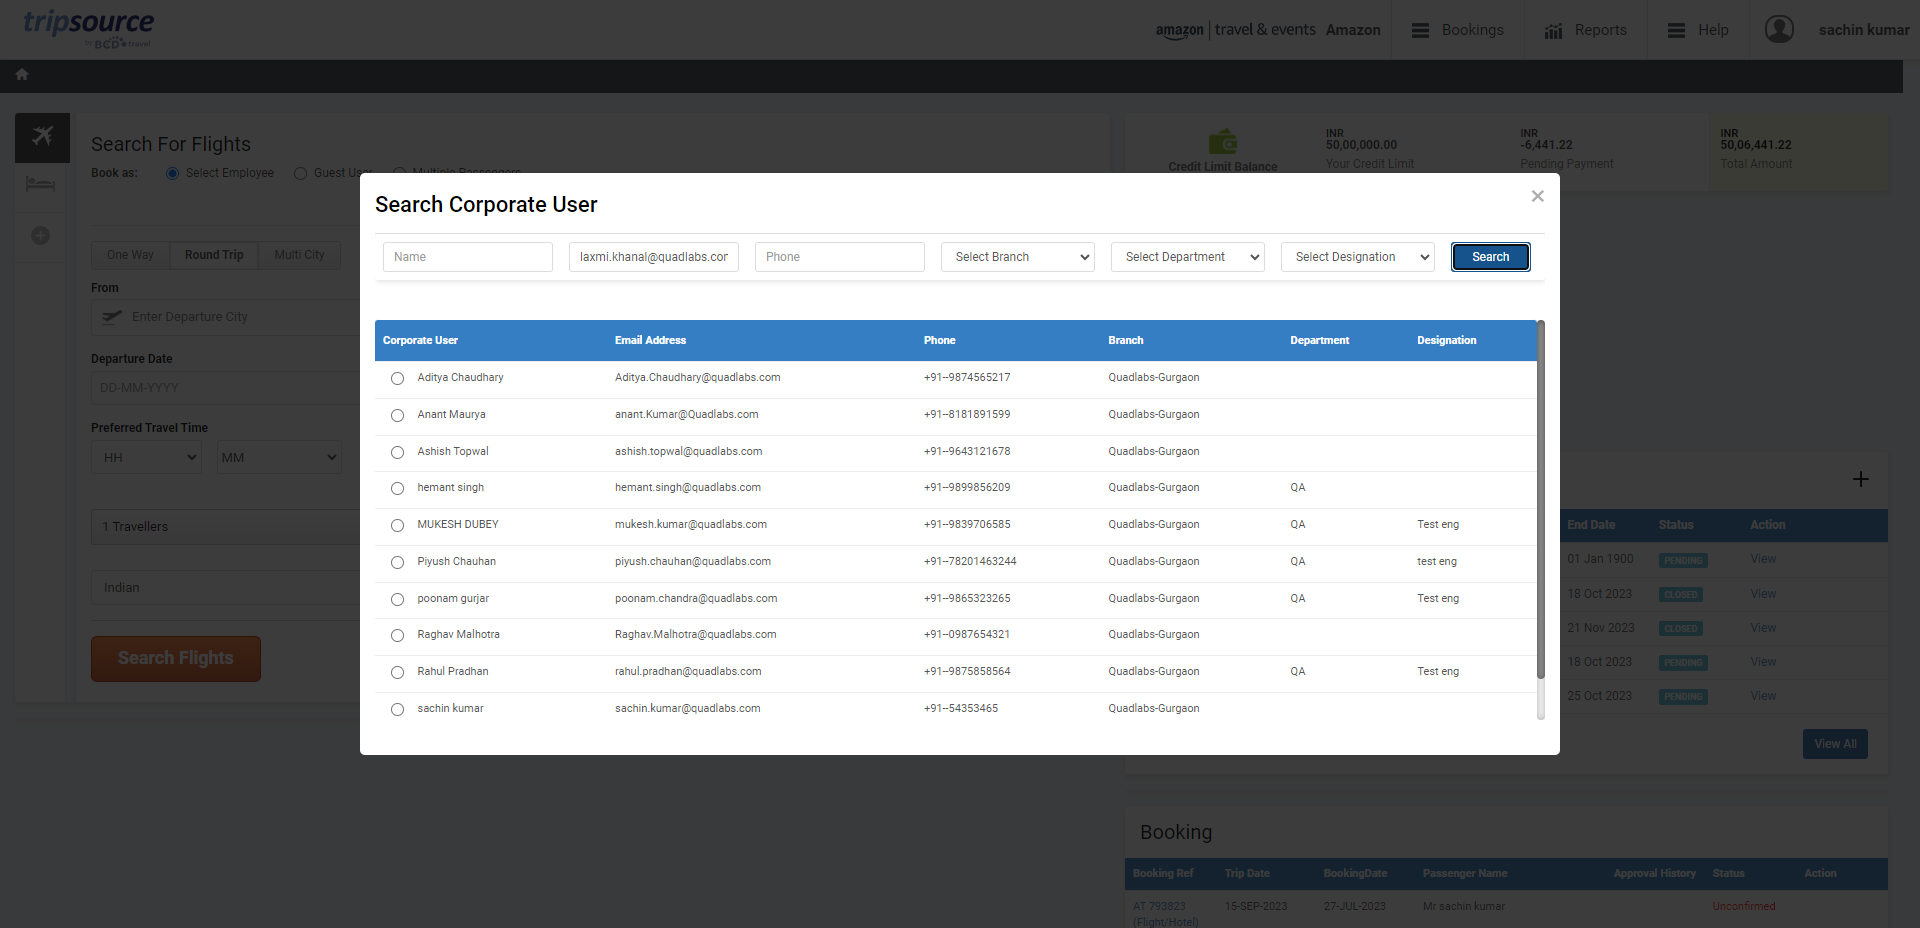 tripsource
by BCD travel
amazon | travel & events Amazon
Bookings
Reports
Help
sachin kumar
Search For Flights
Book as:
Select Employee
Guest User
Multiple Passengers
One Way
Round Trip
Multi City
From
Enter Departure City
Departure Date
DD-MM-YYYY
Preferred Travel Time
HH
MM
1 Travellers
Indian
Search Flights
Credit Limit Balance
INR
50,00,000.00
Your Credit Limit
INR
-6,441.22
Pending Payment
INR
50,06,441.22
Total Amount
Search Corporate User
×
Name
laxmi.khanal@quadlabs.cor
Phone
Select Branch
Select Department
Select Designation
Search
Corporate User Email Address Phone Branch Department Designation
Aditya Chaudhary Aditya.Chaudhary@quadlabs.com +91--9874565217 Quadlabs-Gurgaon
Anant Maurya anant.Kumar@Quadlabs.com +91--8181891599 Quadlabs-Gurgaon
Ashish Topwal ashish.topwal@quadlabs.com +91--9643121678 Quadlabs-Gurgaon
hemant singh hemant.singh@quadlabs.com +91--9899856209 Quadlabs-Gurgaon QA
MUKESH DUBEY mukesh.kumar@quadlabs.com +91--9839706585 Quadlabs-Gurgaon QA Test eng
Piyush Chauhan piyush.chauhan@quadlabs.com +91--78201463244 Quadlabs-Gurgaon QA test eng
poonam gurjar poonam.chandra@quadlabs.com +91--9865323265 Quadlabs-Gurgaon QA Test eng
Raghav Malhotra Raghav.Malhotra@quadlabs.com +91--0987654321 Quadlabs-Gurgaon
Rahul Pradhan rahul.pradhan@quadlabs.com +91--9875858564 Quadlabs-Gurgaon QA Test eng
sachin kumar sachin.kumar@quadlabs.com +91--54353465 Quadlabs-Gurgaon
End Date Status Action
01 Jan 1900 PENDING View
18 Oct 2023 CLOSED View
21 Nov 2023 CLOSED View
18 Oct 2023 PENDING View
25 Oct 2023 PENDING View
View All
Booking
Booking Ref Trip Date BookingDate Passenger Name Approval History Status Action
AT 793823 15-SEP-2023 27-JUL-2023 Mr sachin kumar Unconfirmed
(Flight/Hotel)